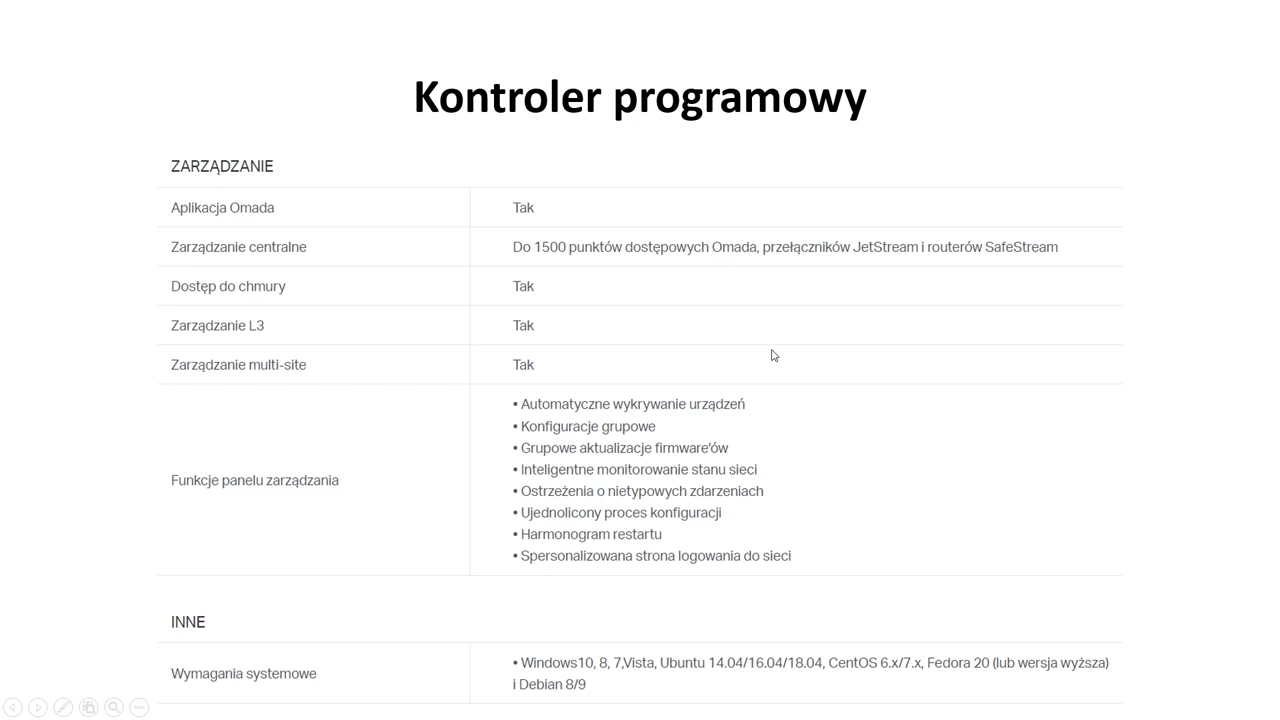 Kontroler programowy
ZARZĄDZANIE
Aplikacja Omada Tak
Zarządzanie centralne Do 1500 punktów dostępowych Omada, przełączników JetStream i routerów SafeStream
Dostęp do chmury Tak
Zarządzanie L3 Tak
Zarządzanie multi-site Tak
Funkcje panelu zarządzania
• Automatyczne wykrywanie urządzeń
• Konfiguracje grupowe
• Grupowe aktualizacje firmware'ów
• Inteligentne monitorowanie stanu sieci
• Ostrzeżenia o nietypowych zdarzeniach
• Ujednolicony proces konfiguracji
• Harmonogram restartu
• Spersonalizowana strona logowania do sieci
INNE
Wymagania systemowe
• Windows10, 8, 7,Vista, Ubuntu 14.04/16.04/18.04, CentOS 6.x/7.x, Fedora 20 (lub wersja wyższa)
i Debian 8/9